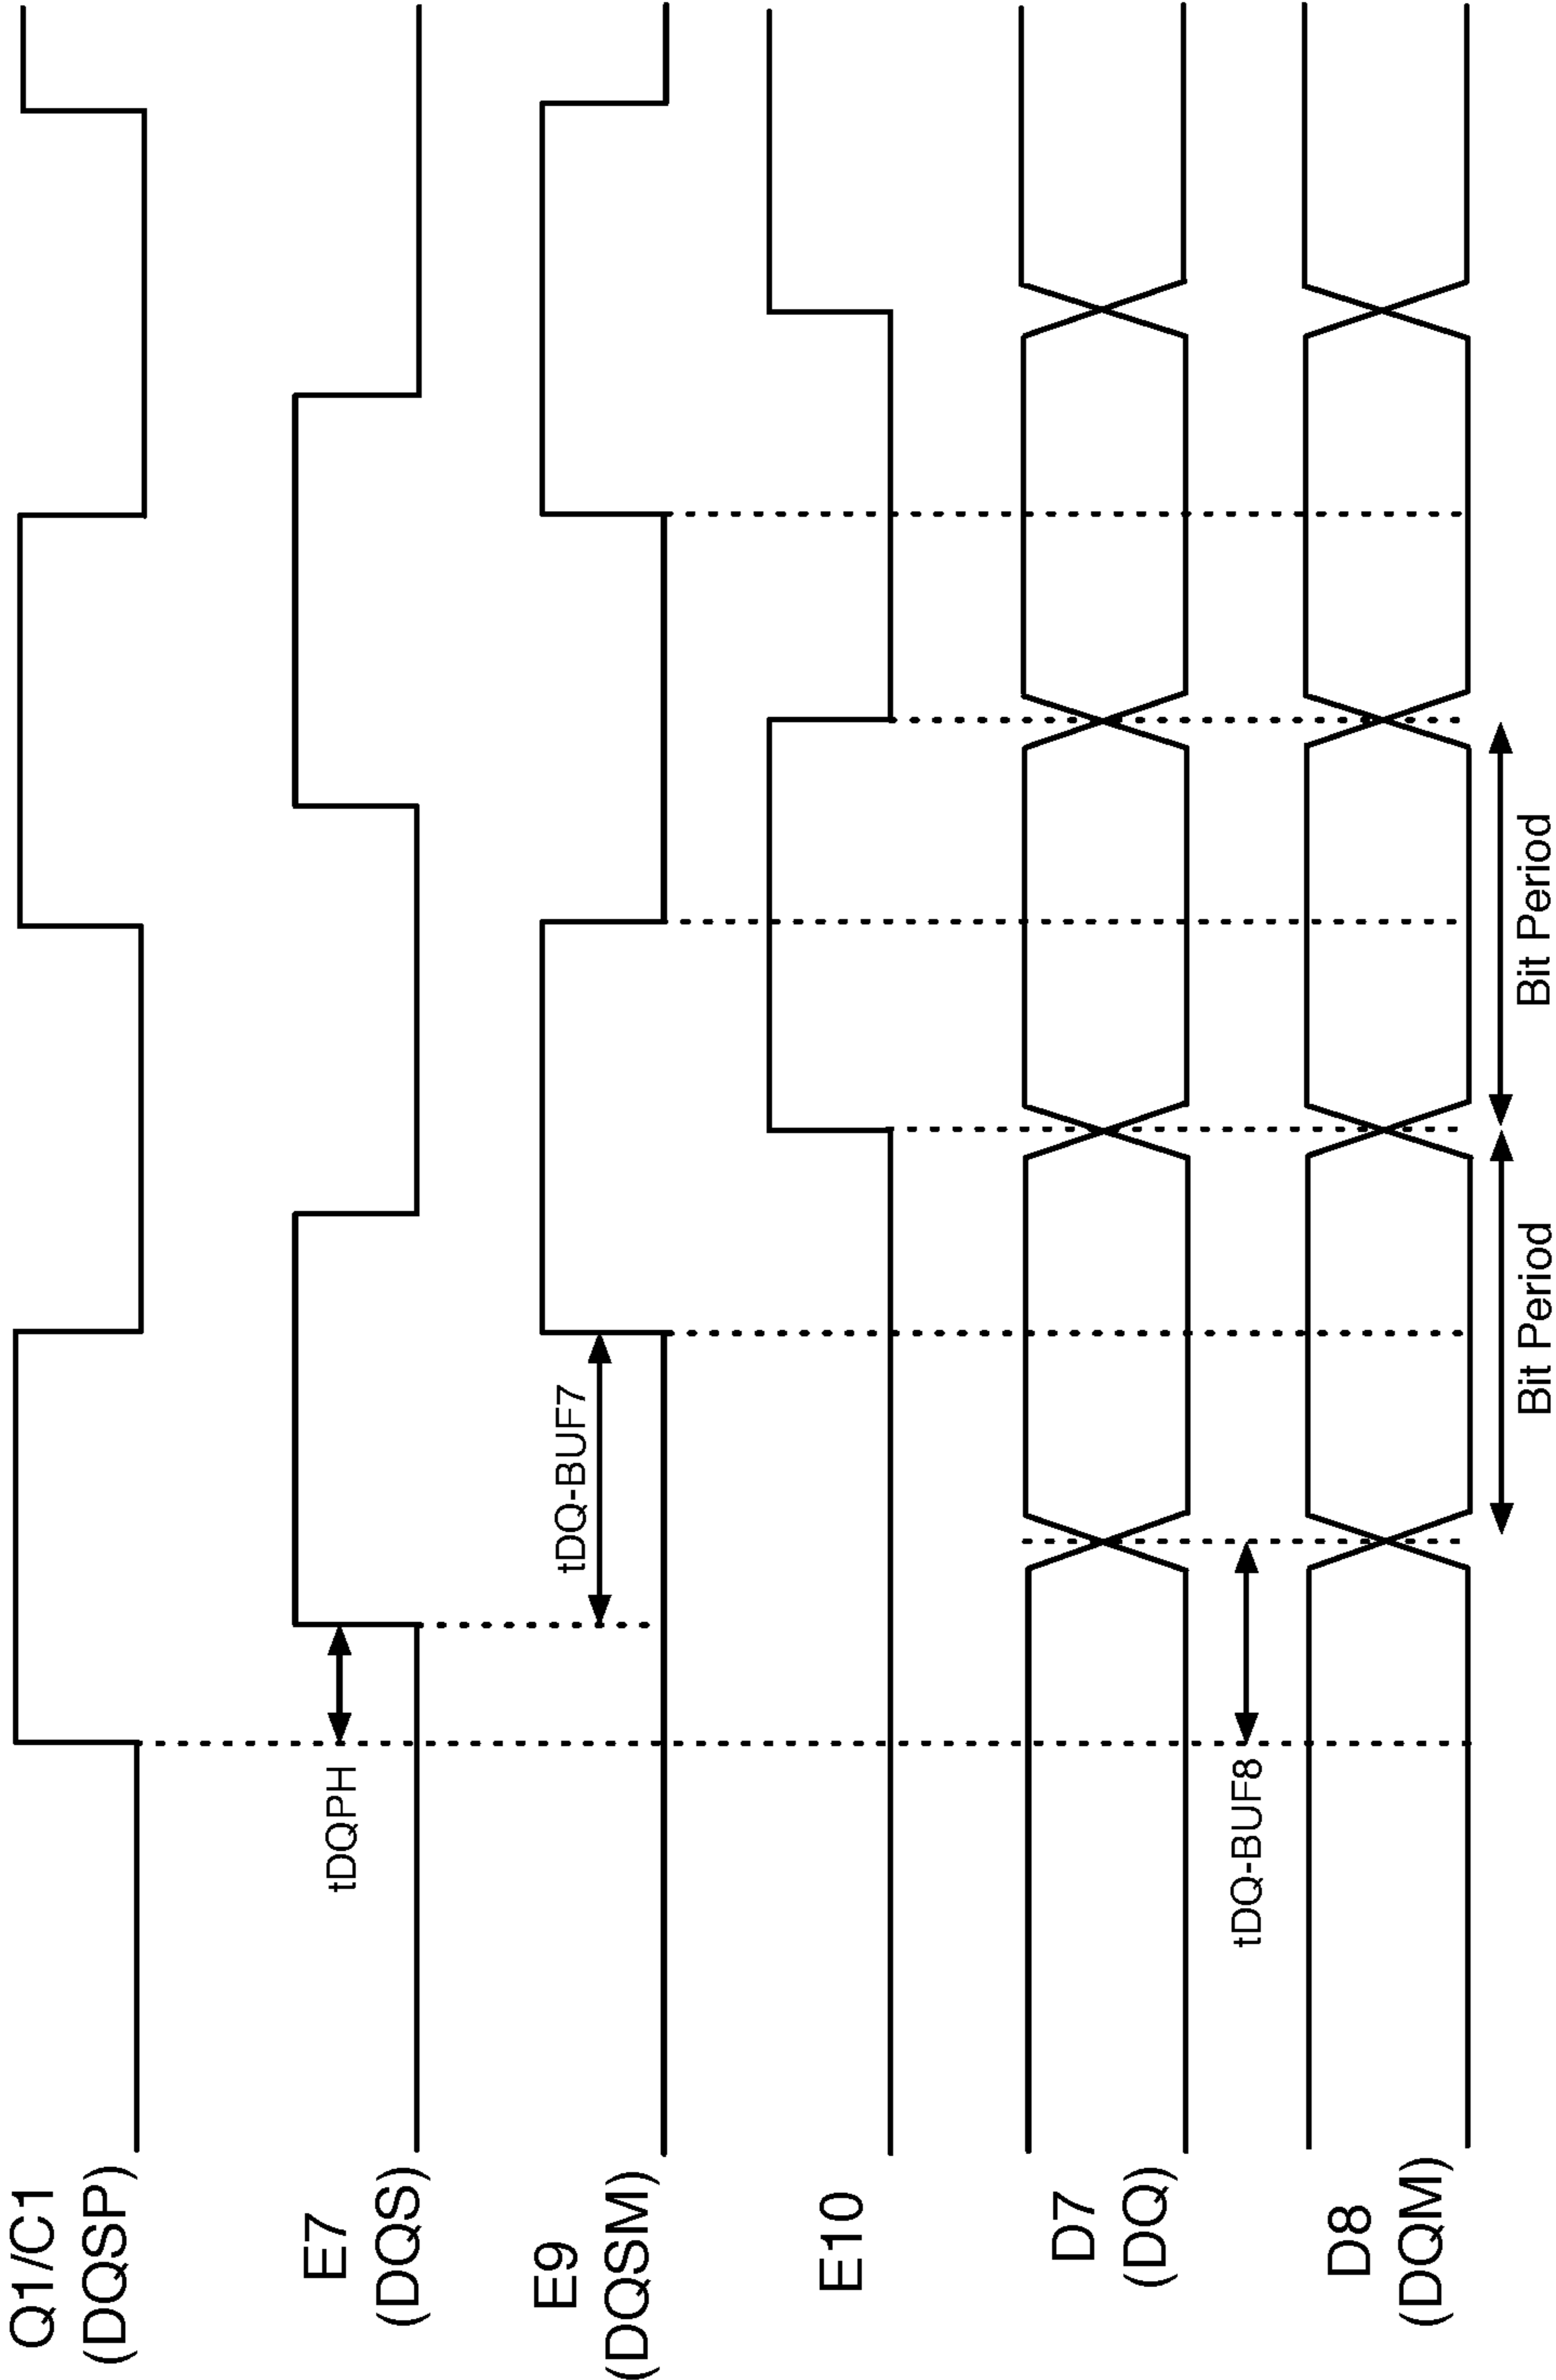 Q1/C1
(DQSP)
E7
(DQS)
tDQPH
E9
(DQSM)
tDQ-BUF7
E10
D7
(DQ)
tDQ-BUF8
D8
(DQM)
Bit Period
Bit Period